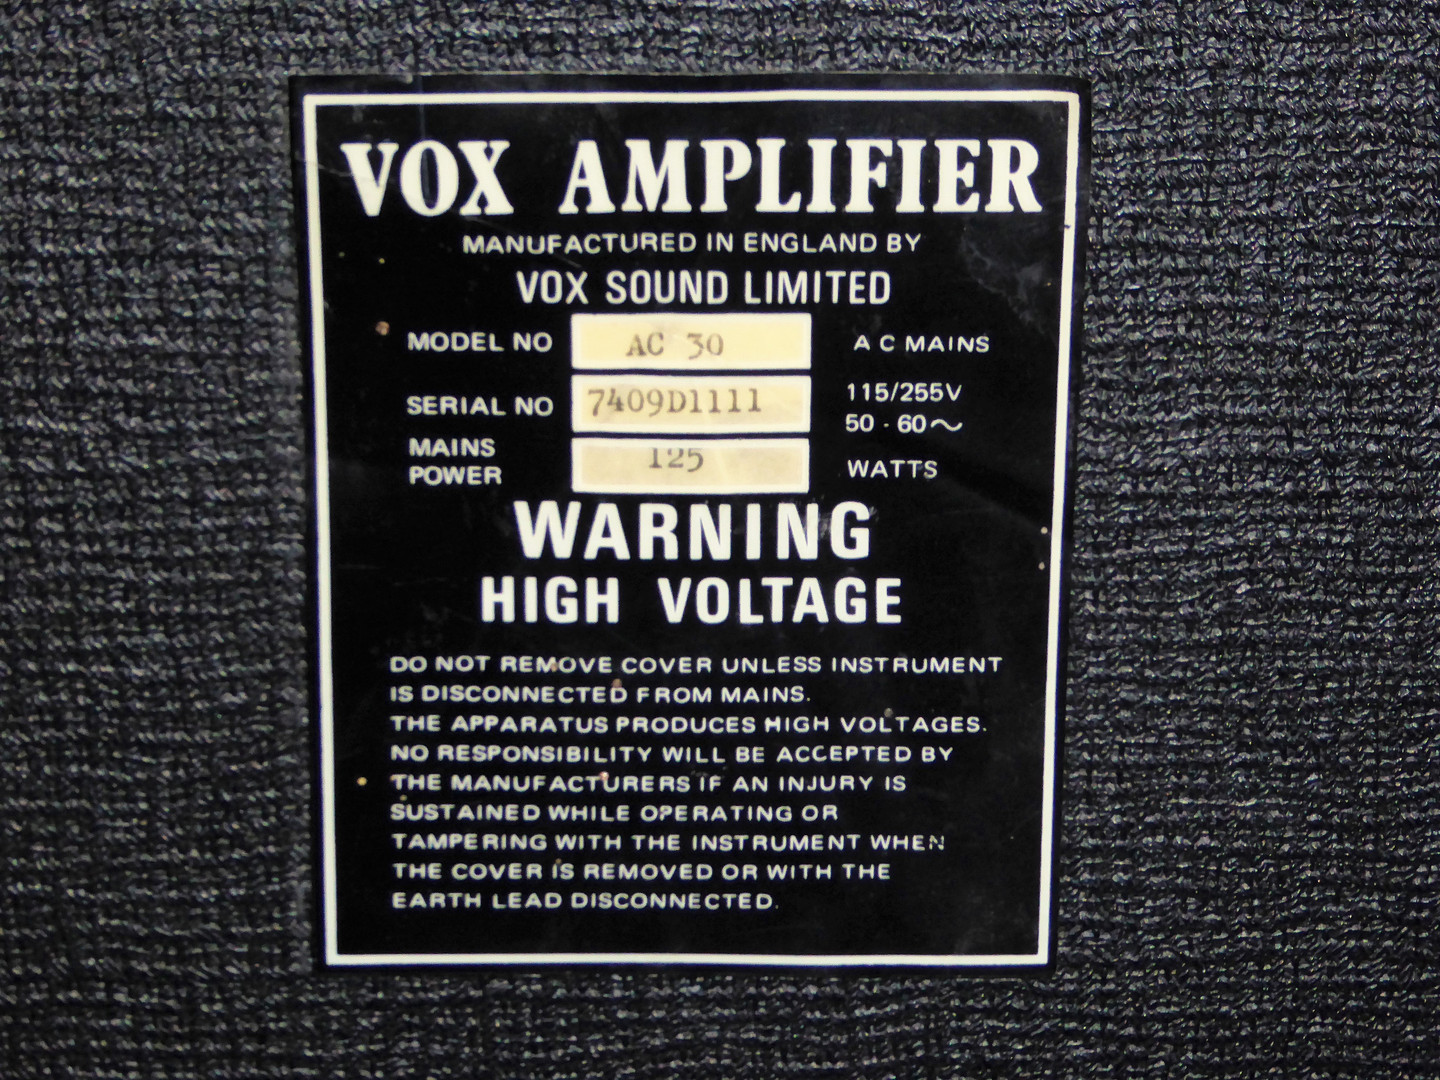 VOX AMPLIFIER
MANUFACTURED IN ENGLAND BY
VOX SOUND LIMITED
MODEL NO AC 30 A C MAINS
SERIAL NO 7409D1111 115/255V
50 - 60~
MAINS
POWER 125 WATTS
WARNING
HIGH VOLTAGE
DO NOT REMOVE COVER UNLESS INSTRUMENT
IS DISCONNECTED FROM MAINS.
THE APPARATUS PRODUCES HIGH VOLTAGES.
NO RESPONSIBILITY WILL BE ACCEPTED BY
THE MANUFACTURERS IF AN INJURY IS
SUSTAINED WHILE OPERATING OR
TAMPERING WITH THE INSTRUMENT WHEN
THE COVER IS REMOVED OR WITH THE
EARTH LEAD DISCONNECTED.